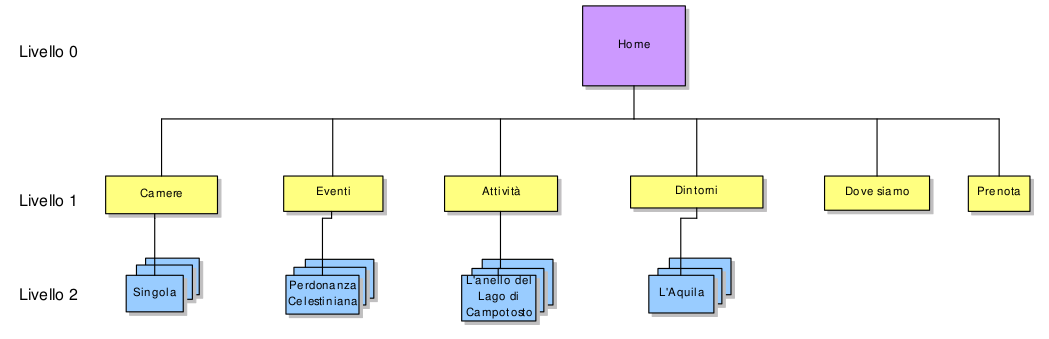 Livello 0
Home
Livello 1
Camere
Eventi
Attività
Dintorni
Dove siamo
Prenota
Livello 2
Singola
Perdonanza
Celestiniana
L'anello del
Lago di
Campotosto
L'Aquila